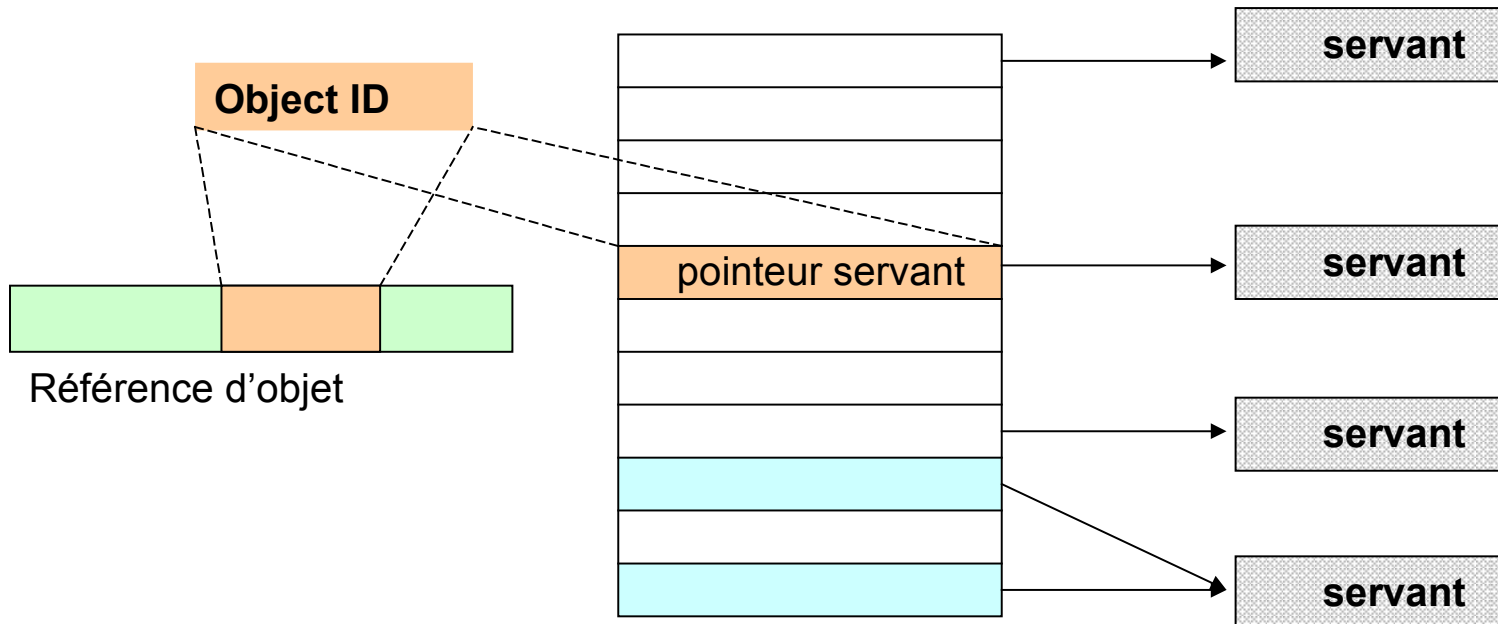 servant
Object ID
servant
pointeur servant
Référence d’objet
servant
servant